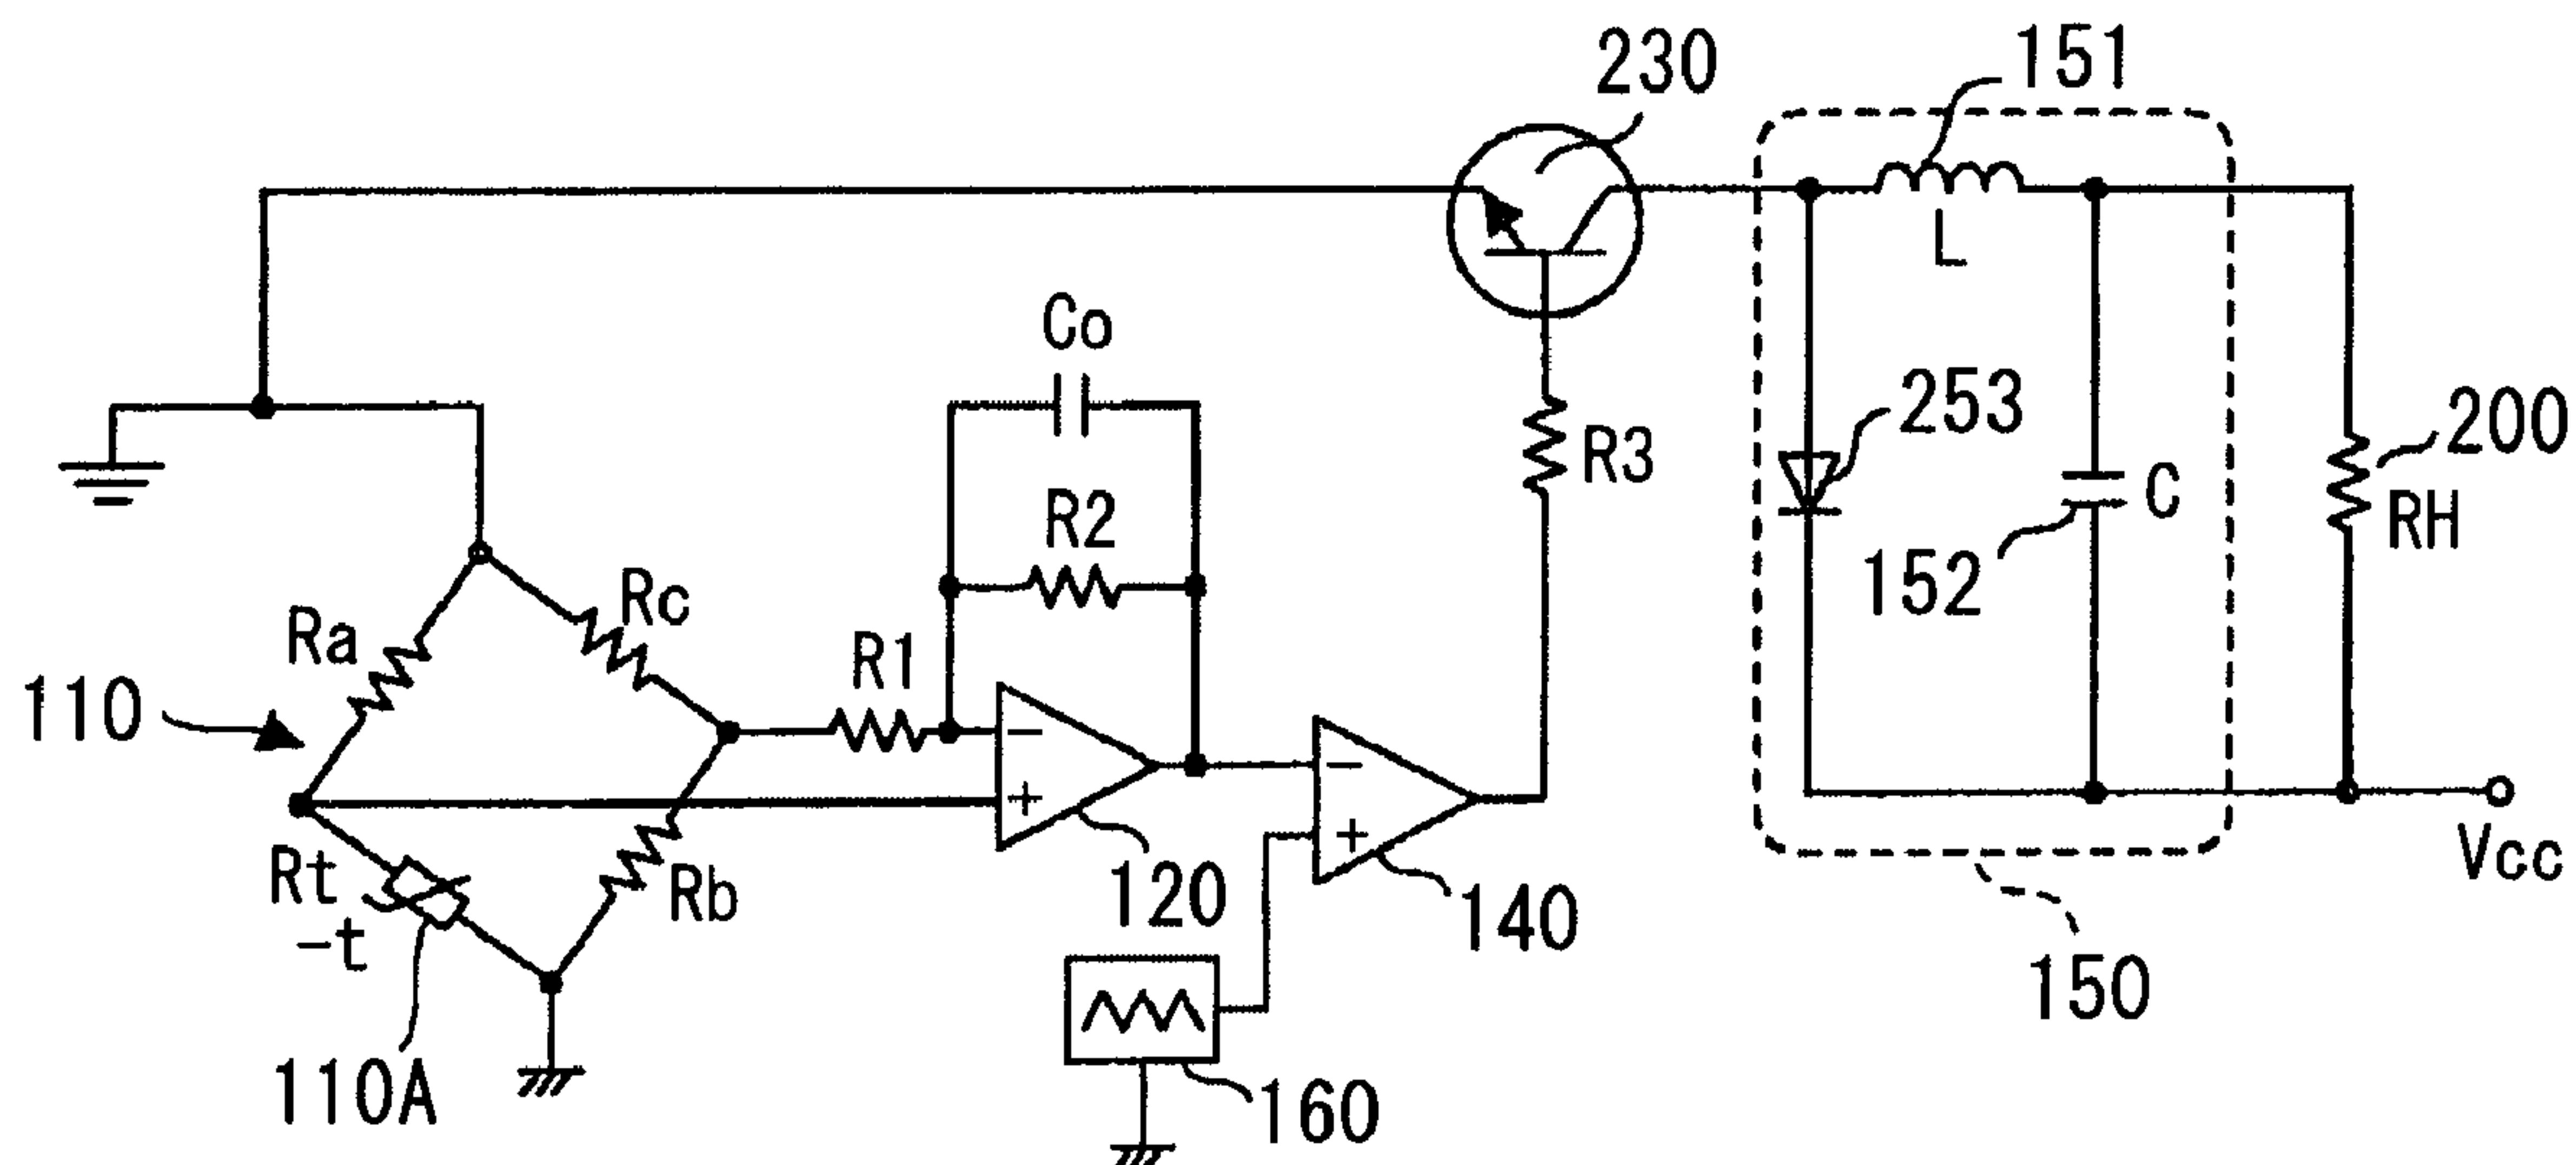 230
151
L
Co
253
200
R3
R2
C
RH
Rc
152
Ra
R1
110
−
+
−
+
Rt
-t
Rb
120
140
Vcc
150
110A
160